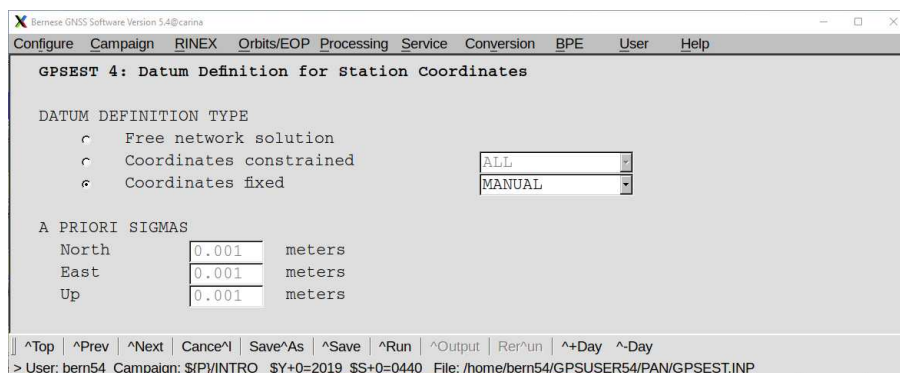 Bernese GNSS Software Version 5.4@carina
Configure Campaign RINEX Orbits/EOP Processing Service Conversion BPE User Help
GPSEST 4: Datum Definition for Station Coordinates
DATUM DEFINITION TYPE
Free network solution
Coordinates constrained ALL
Coordinates fixed MANUAL
A PRIORI SIGMAS
North 0.001 meters
East 0.001 meters
Up 0.001 meters
^Top | ^Prev | ^Next | Cance^l | Save^As | ^Save | ^Run | ^Output | Rer^un | ^+Day ^-Day
> User: bern54 Campaign: ${P}/INTRO $Y+0=2019 $S+0=0440 File: /home/bern54/GPSUSER54/PAN/GPSEST.INP